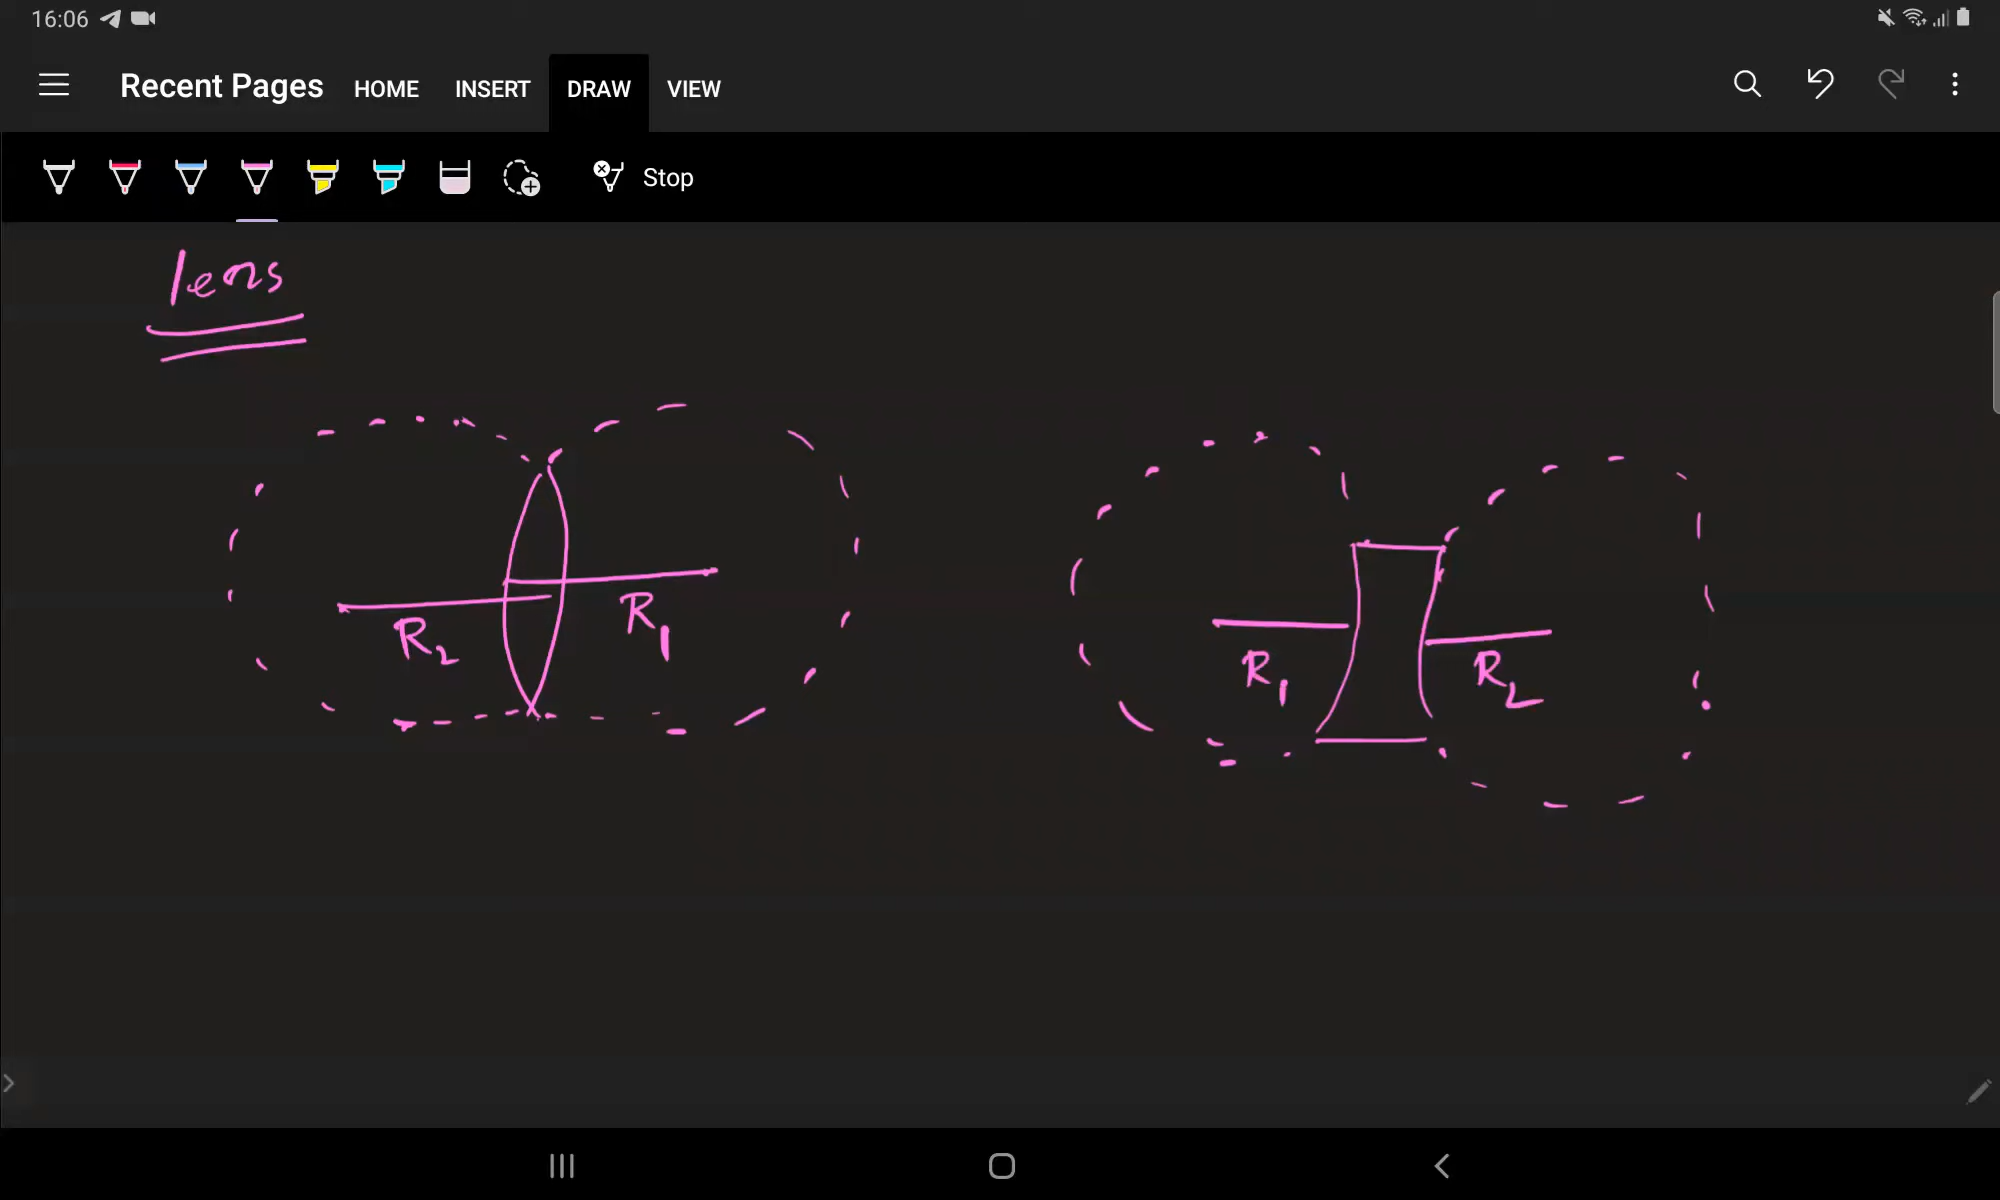 16:06
Recent Pages HOME INSERT DRAW VIEW
Stop
lens
R2 R1
R1 R2